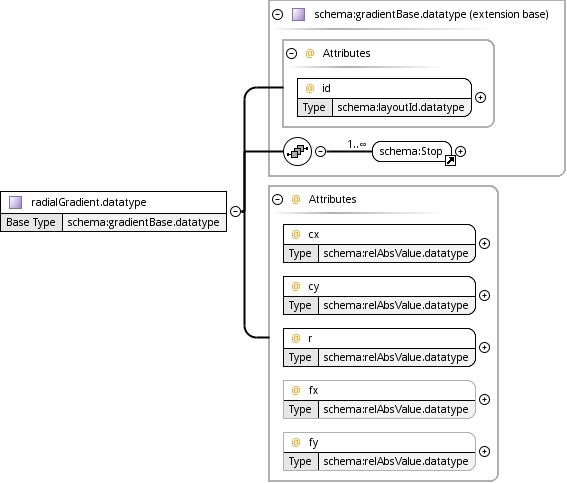 schema:gradientBase.datatype (extension base)
@ Attributes
@ id
Type schema:layoutId.datatype
1..∞
schema:Stop
radialGradient.datatype
Base Type schema:gradientBase.datatype
@ Attributes
@ cx
Type schema:relAbsValue.datatype
@ cy
Type schema:relAbsValue.datatype
@ r
Type schema:relAbsValue.datatype
@ fx
Type schema:relAbsValue.datatype
@ fy
Type schema:relAbsValue.datatype